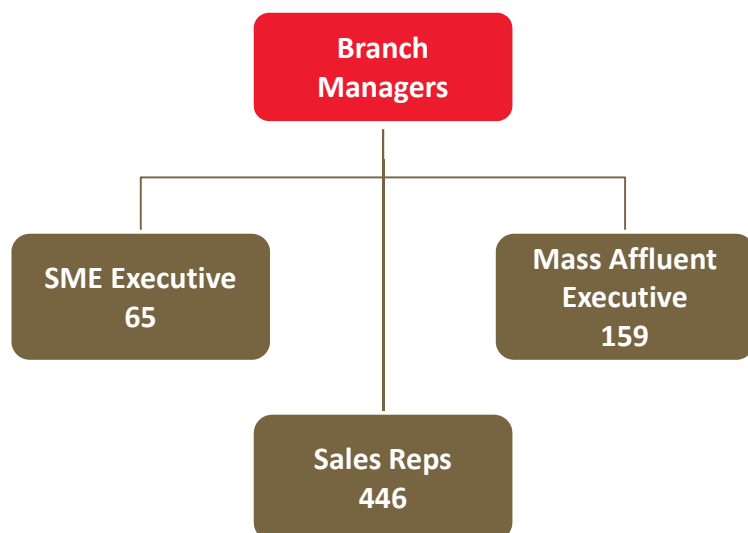 Branch
Managers
SME Executive
65
Mass Affluent
Executive
159
Sales Reps
446